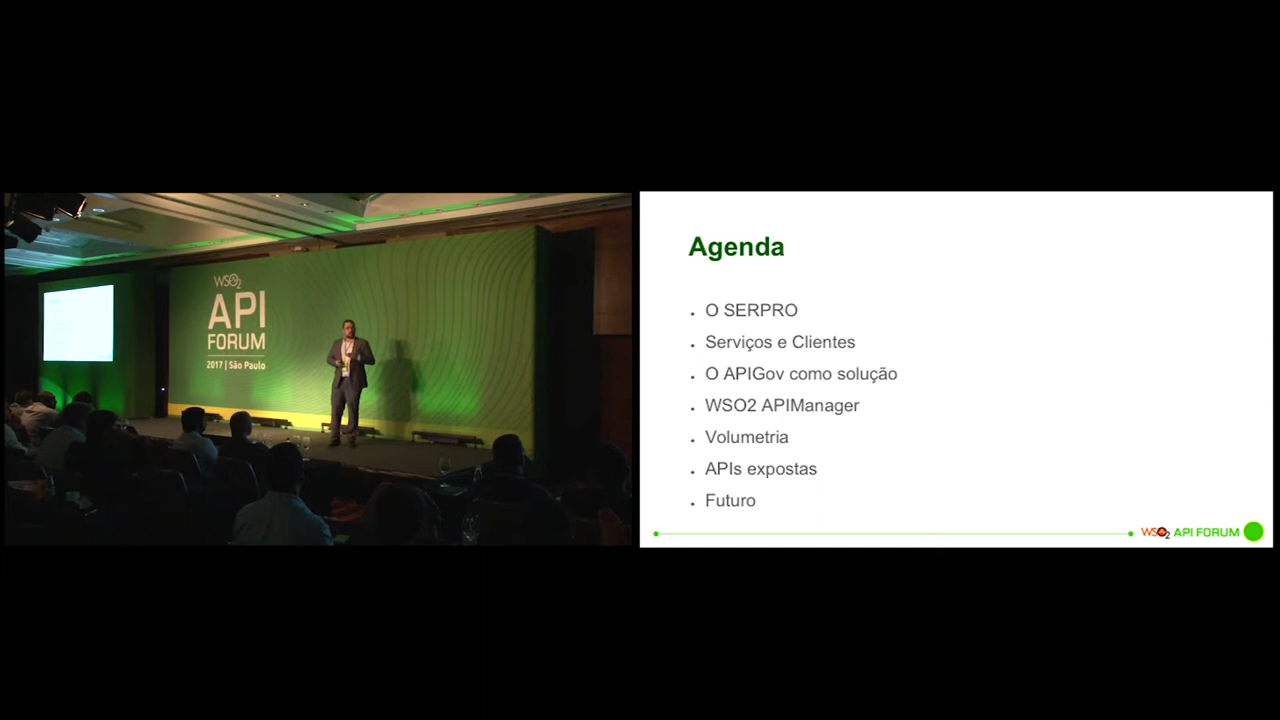 WSO2
API
FORUM
2017 | São Paulo
Agenda
O SERPRO
Serviços e Clientes
O APIGov como solução
WSO2 APIManager
Volumetria
APIs expostas
Futuro
WSO2 API FORUM